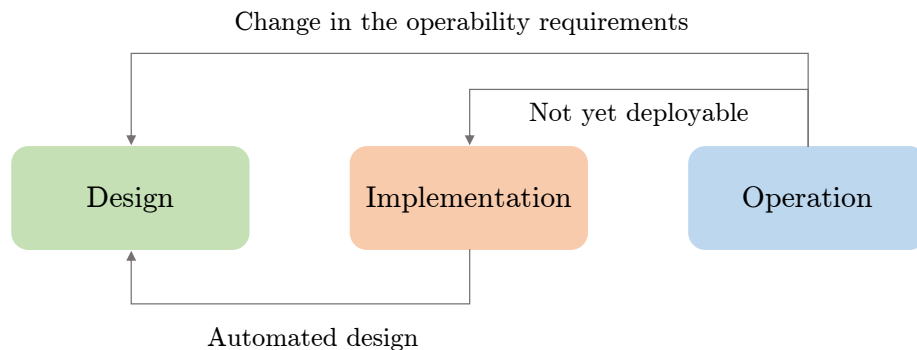 Change in the operability requirements
Not yet deployable
Design
Implementation
Operation
Automated design